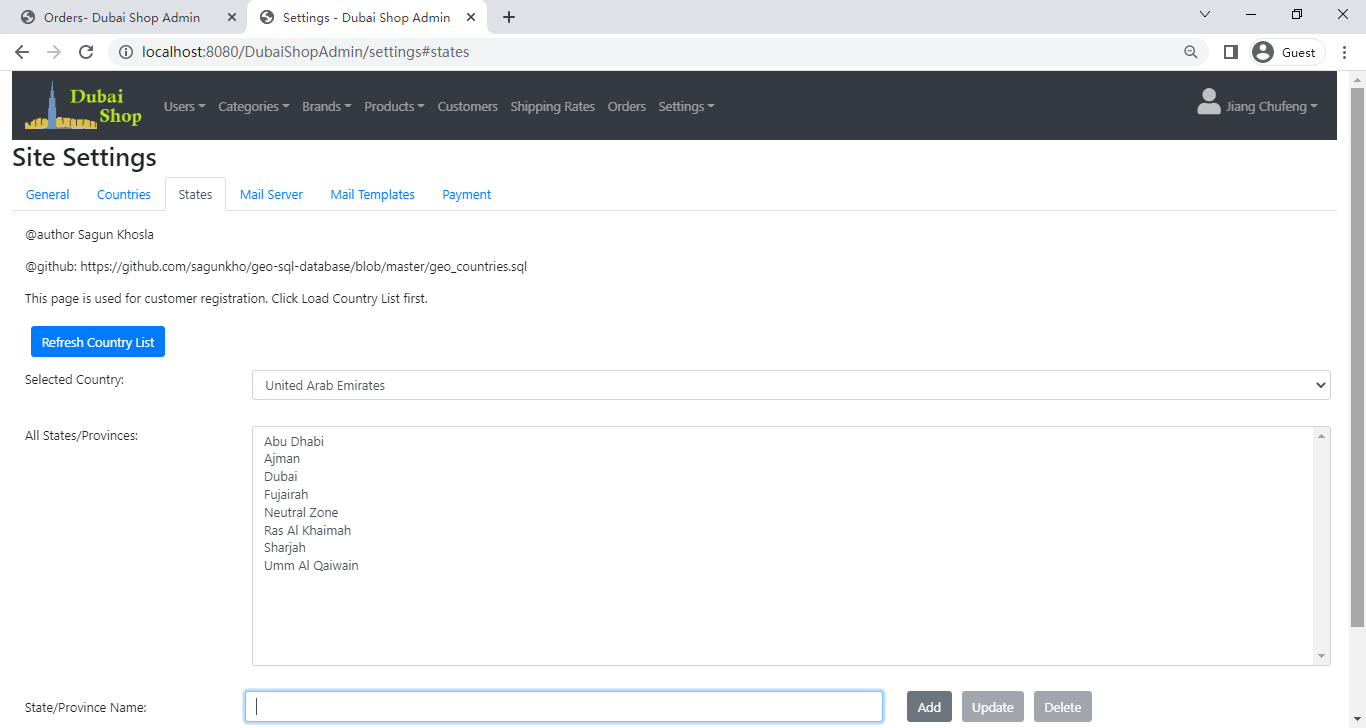 Orders- Dubai Shop Admin
Settings - Dubai Shop Admin
localhost:8080/DubaiShopAdmin/settings#states
Guest
Dubai
Shop
Users Categories Brands Products Customers Shipping Rates Orders Settings
Jiang Chufeng
Site Settings
General Countries States Mail Server Mail Templates Payment
@author Sagun Khosla
@github: https://github.com/sagunkho/geo-sql-database/blob/master/geo_countries.sql
This page is used for customer registration. Click Load Country List first.
Refresh Country List
Selected Country: United Arab Emirates
All States/Provinces:
Abu Dhabi
Ajman
Dubai
Fujairah
Neutral Zone
Ras Al Khaimah
Sharjah
Umm Al Qaiwain
State/Province Name: Add Update Delete